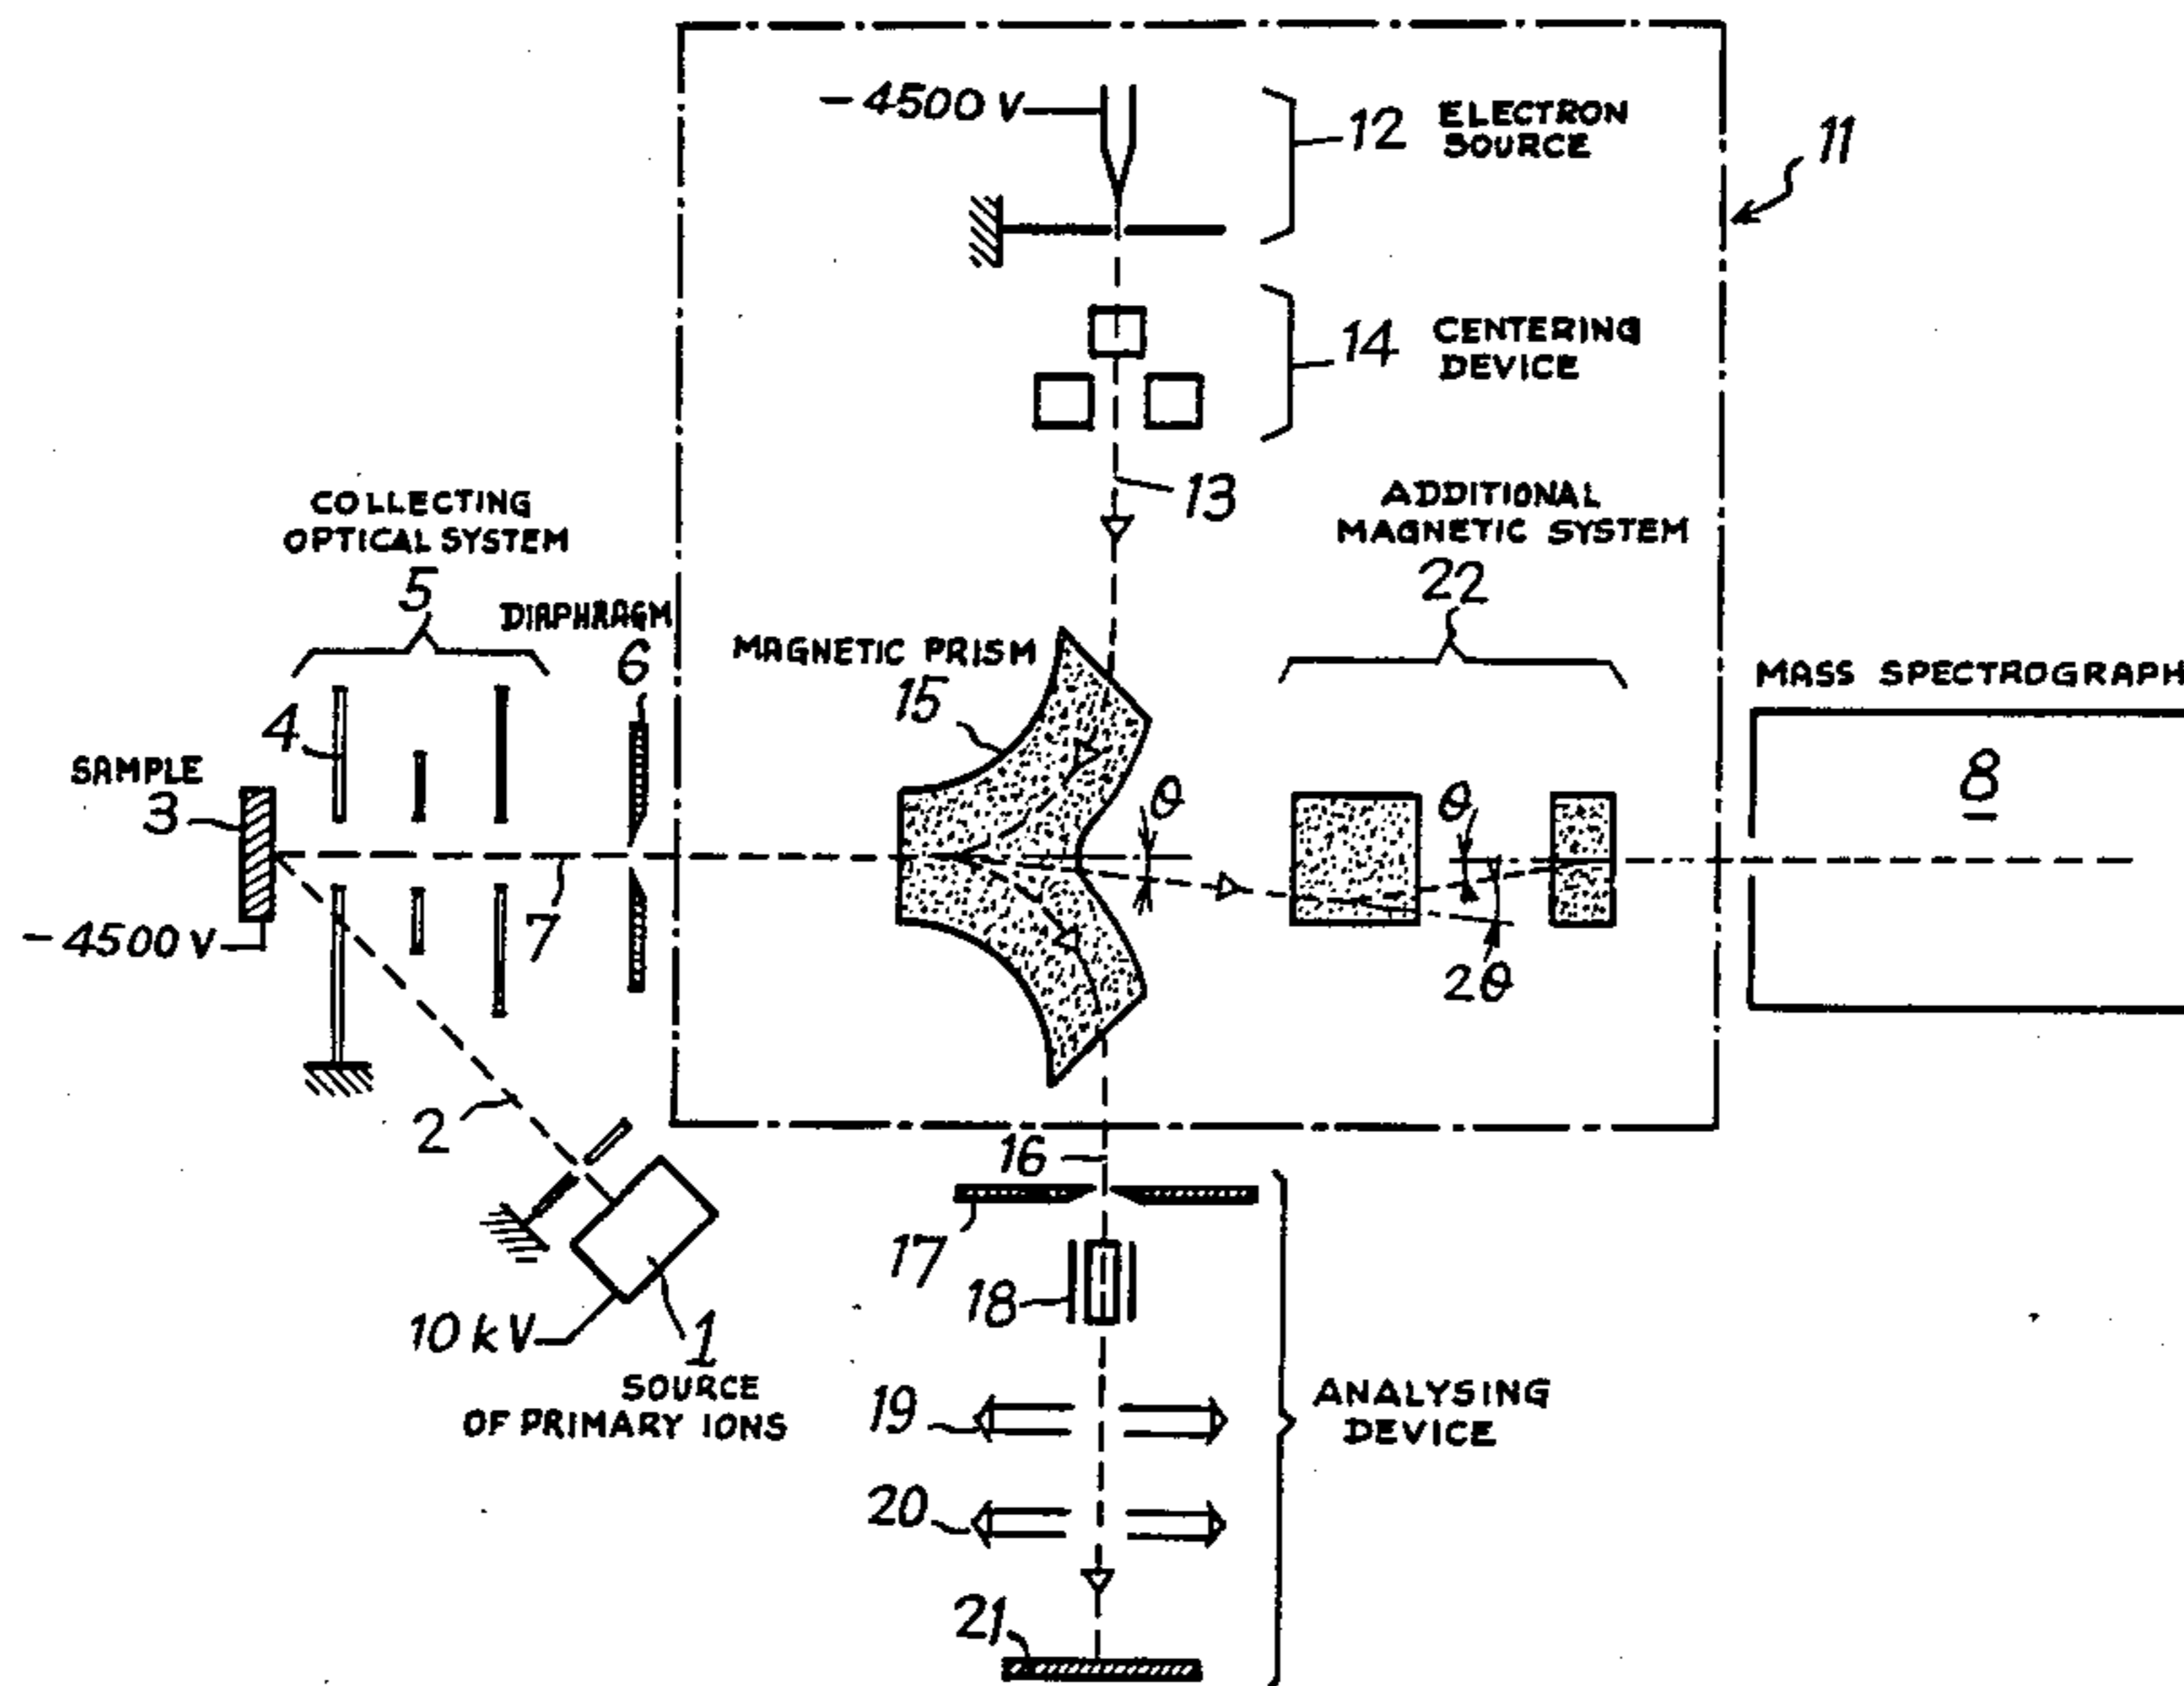 -4500 V
12 ELECTRON
SOURCE
11
14 CENTERING
DEVICE
13
COLLECTING
OPTICAL SYSTEM
5
DIAPHRAGM
6
ADDITIONAL
MAGNETIC SYSTEM
22
MAGNETIC PRISM
15
MASS SPECTROGRAPH
8
4
SAMPLE
3
θ
θ
2θ
7
-4500 V
2
16
17
18
10 kV
1
SOURCE
OF PRIMARY IONS
19
20
ANALYSING
DEVICE
21